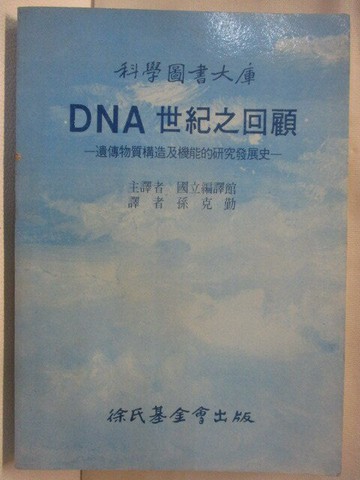 科學圖書大庫
DNA 世紀之回顧
—遺傳物質構造及機能的研究發展史—
主譯者 國立編譯館
譯者 孫克勤
徐氏基金會出版